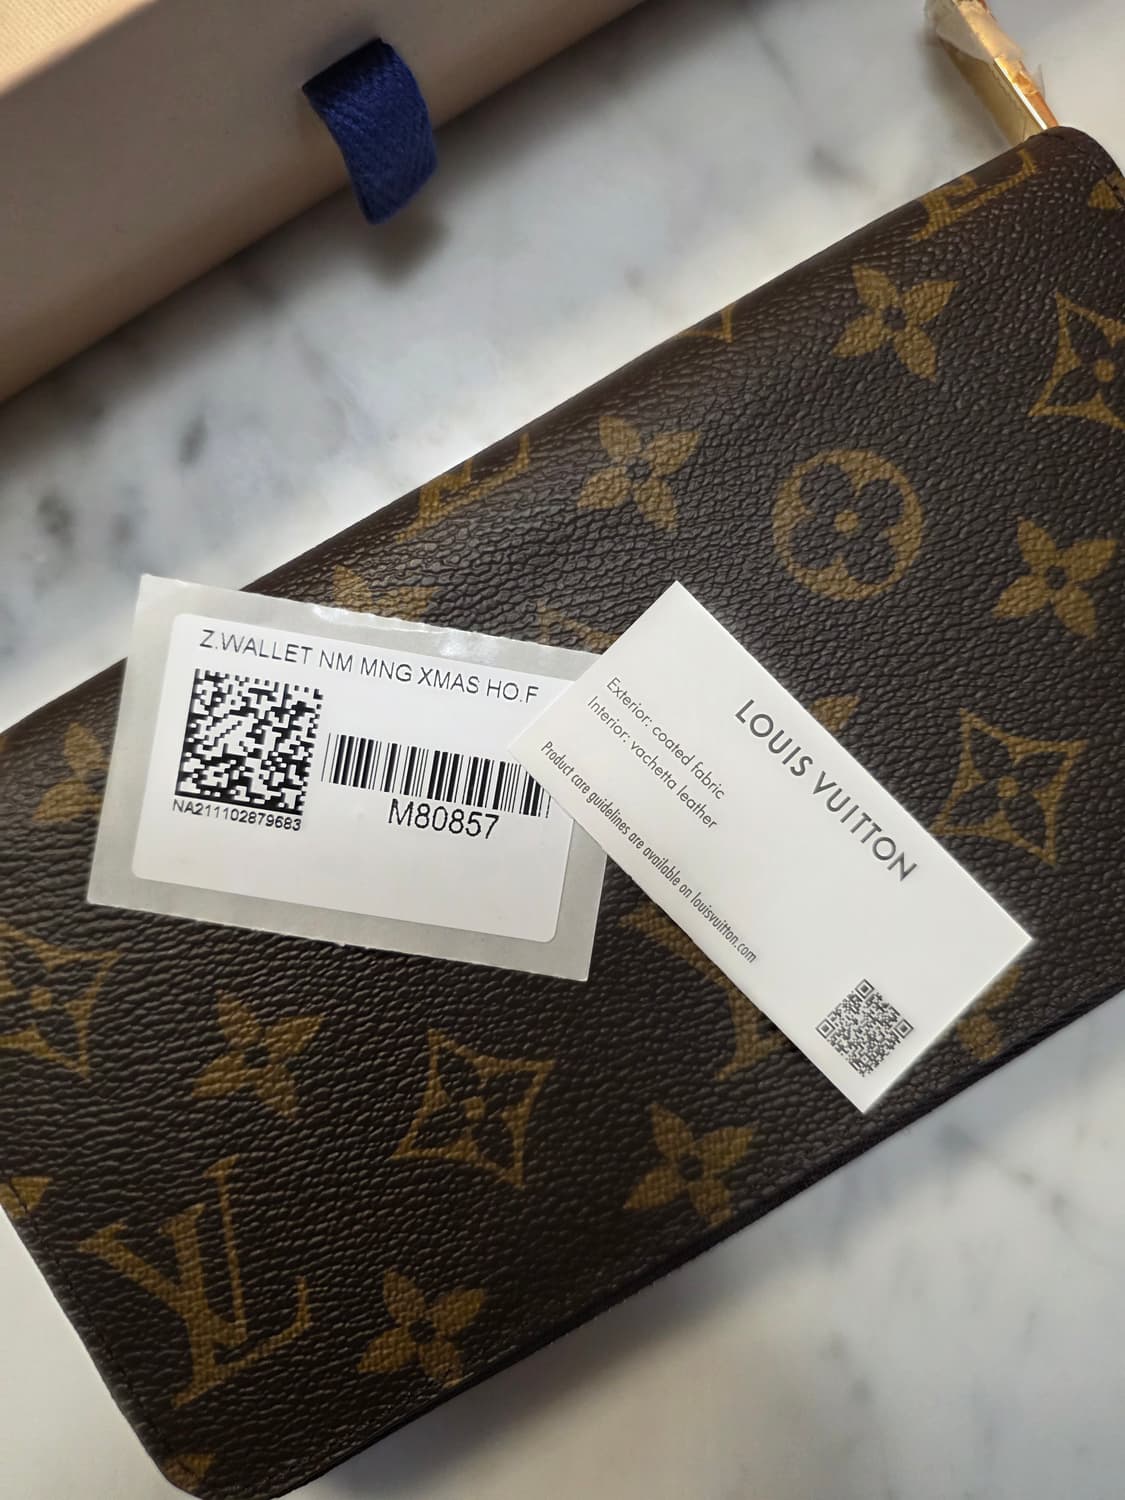 Z.WALLET NM MNG XMAS HO.F
NA211102879683
M80857
LOUIS VUITTON
Exterior: coated fabric
Interior: vachetta leather
Product care guidelines are available on louisvuitton.com
LV